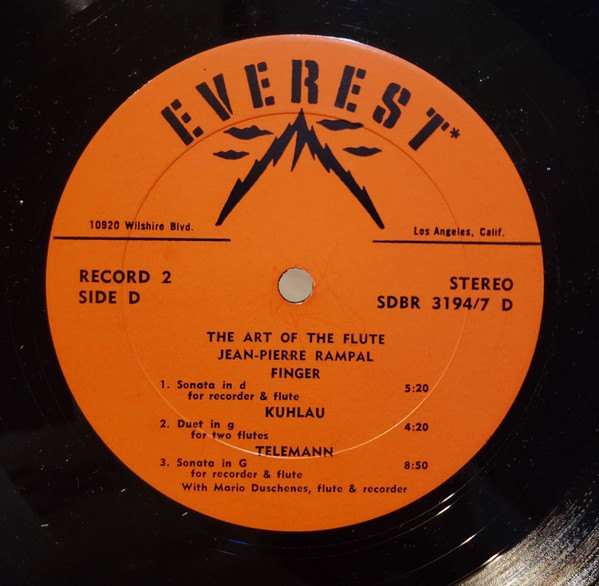 EVEREST*
10920 Wilshire Blvd.
Los Angeles, Calif.
RECORD 2
SIDE D
STEREO
SDBR 3194/7 D
THE ART OF THE FLUTE
JEAN-PIERRE RAMPAL
FINGER
1. Sonata in d 5:20
for recorder & flute
KUHLAU
2. Duet in g 4:20
for two flutes
TELEMANN
3. Sonata in G 8:50
for recorder & flute
With Mario Duschenes, flute & recorder